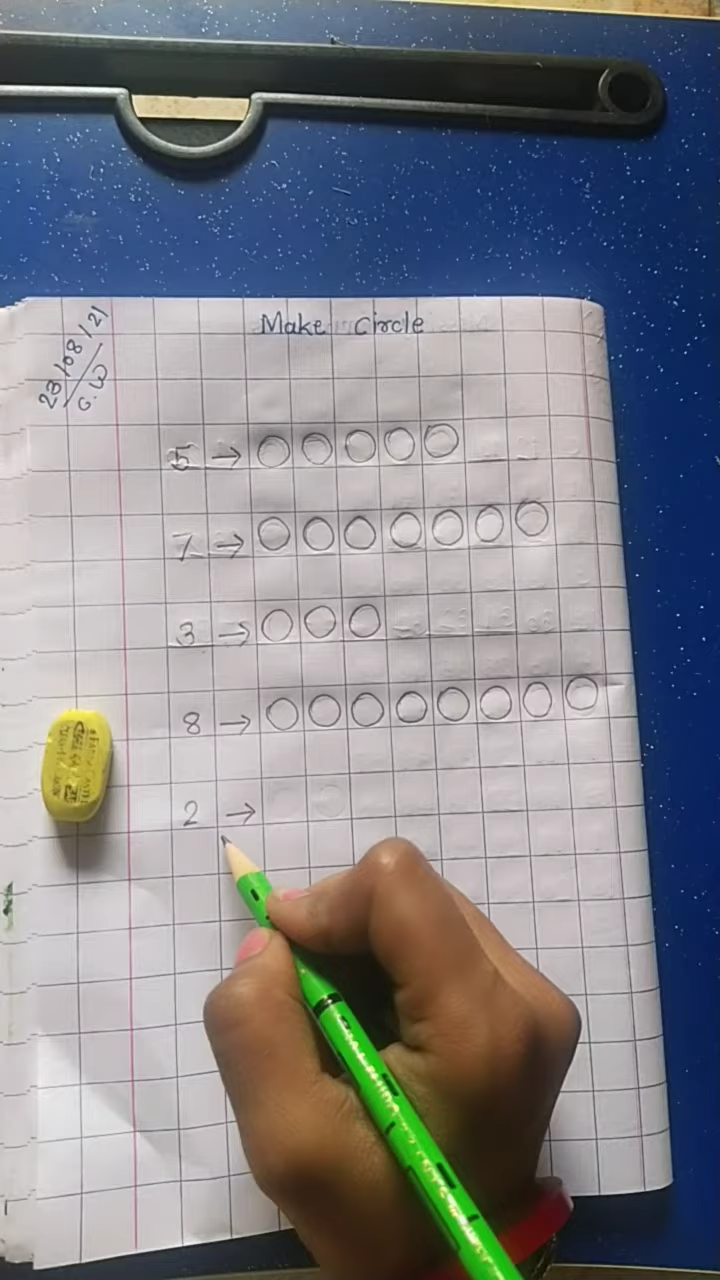 Make Circle
23/08/21
C.W
5 → ○ ○ ○ ○ ○
7 → ○ ○ ○ ○ ○ ○ ○
3 → ○ ○ ○
8 → ○ ○ ○ ○ ○ ○ ○ ○
2 →